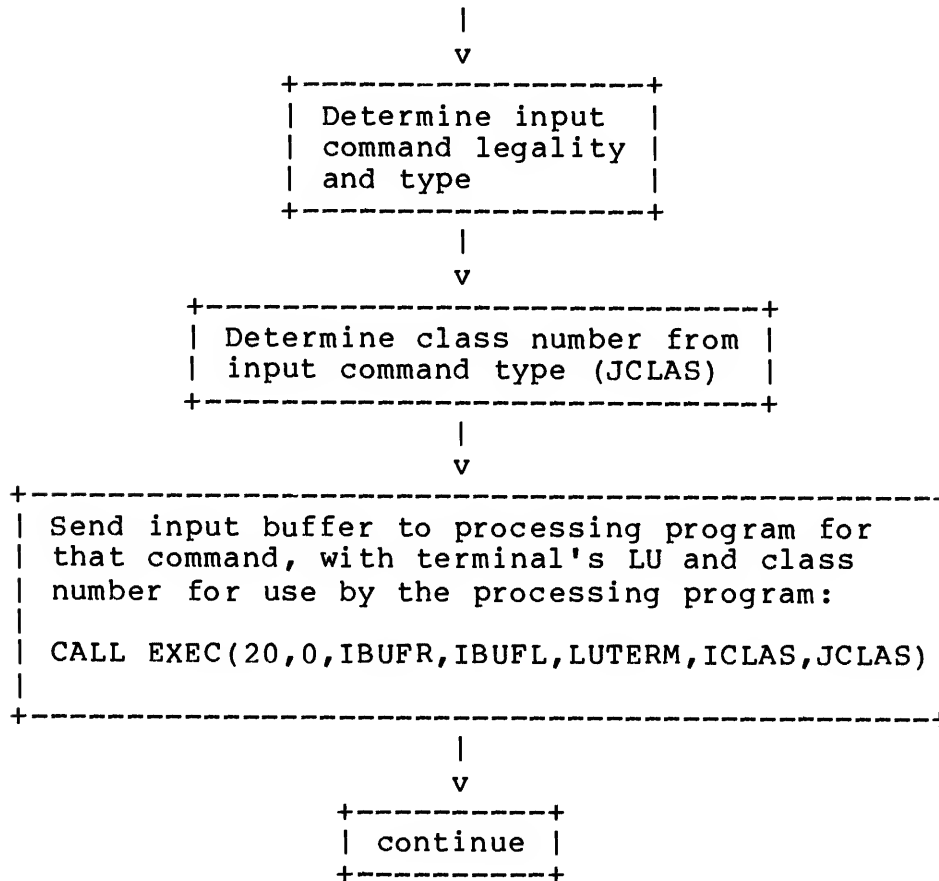 Determine input
command legality
and type
Determine class number from
input command type (JCLAS)
Send input buffer to processing program for
that command, with terminal's LU and class
number for use by the processing program:
CALL EXEC(20,0,IBUFR,IBUFL,LUTERM,ICLAS,JCLAS)
continue